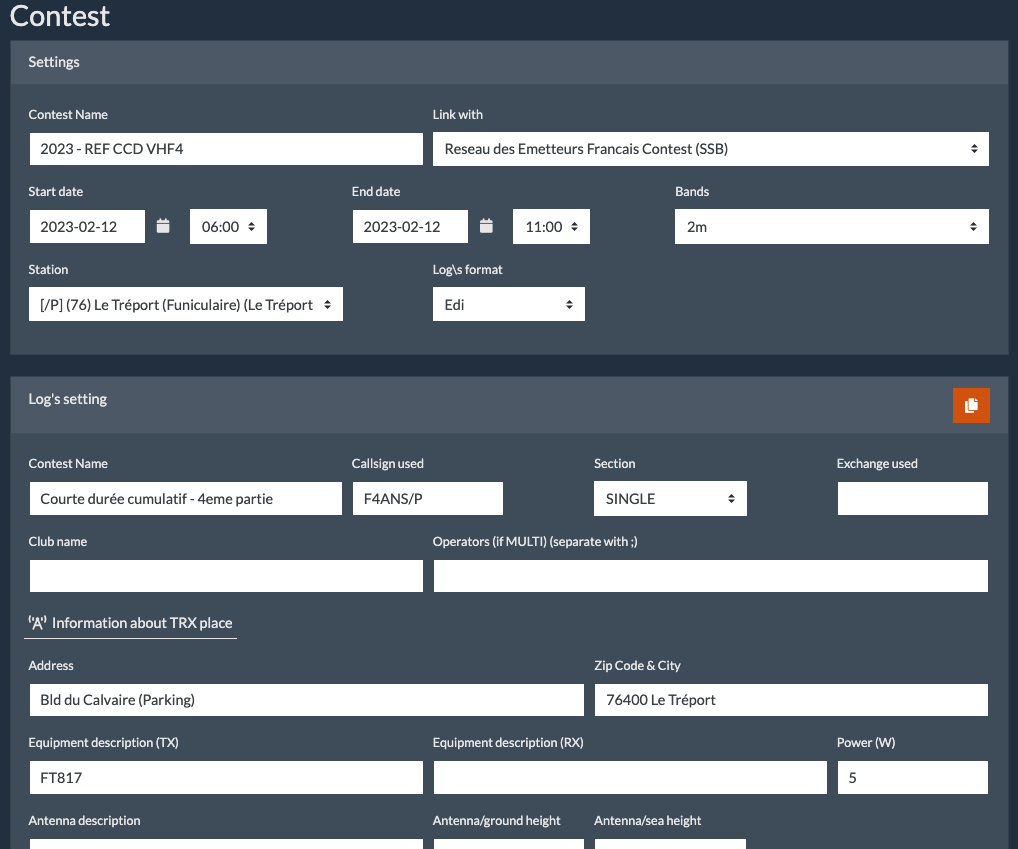 Contest
Settings
Contest Name
Link with
2023 - REF CCD VHF4
Reseau des Emetteurs Francais Contest (SSB)
Start date
End date
Bands
2023-02-12
06:00
2023-02-12
11:00
2m
Station
Log\s format
[/P] (76) Le Tréport (Funiculaire) (Le Tréport
Edi
Log's setting
Contest Name
Callsign used
Section
Exchange used
Courte durée cumulatif - 4eme partie
F4ANS/P
SINGLE
Club name
Operators (if MULTI) (separate with ;)
Information about TRX place
Address
Zip Code & City
Bld du Calvaire (Parking)
76400 Le Tréport
Equipment description (TX)
Equipment description (RX)
Power (W)
FT817
5
Antenna description
Antenna/ground height
Antenna/sea height